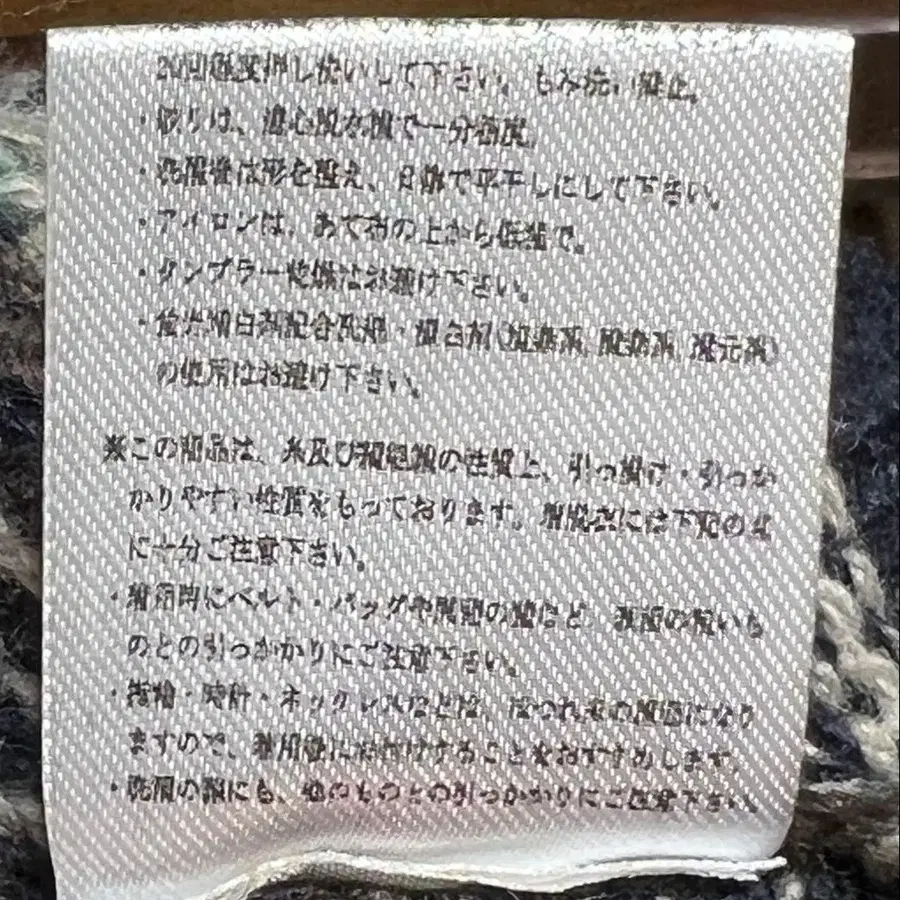 20回程度押し洗いして下さい。もみ洗い禁止。
・絞りは、遠心脱水機で一分程度。
・洗濯後は形を整え、日陰で平干しにして下さい。
・アイロンは、あて布の上から低温で。
・タンブラー乾燥はお避け下さい。
・蛍光増白剤配合洗剤・漂白剤(塩素系 酸素系 還元系)
の使用はお避け下さい。
※この商品は、糸及び編組織の性質上、引っ掛け・引っか
かりやすい性質をもっております。着脱衣には下記の点
に十分ご注意下さい。
・着用時にベルト・バッグや の など、表面の粗いも
のとの引っかかりにご注意下さい。
・指輪・時計・ネックレスなどは、ほつれ糸の原因になり
ますので、着用後にお付けすることをおすすめします。
・洗濯の際にも、他のものとの引っかかりにご注意下さい。